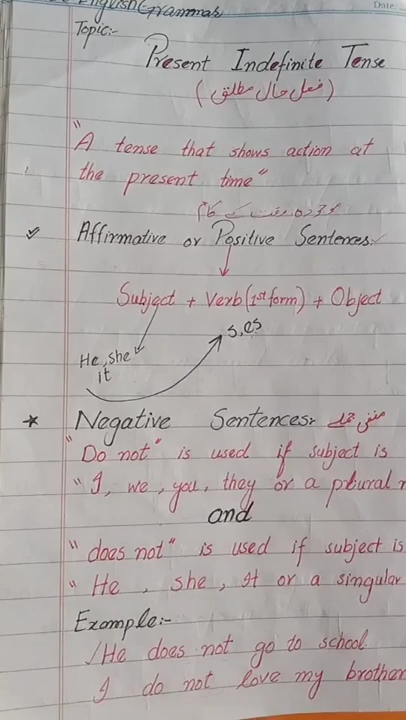 English Grammar
Date:
Topic:-
Present Indefinite Tense
(فعل حال مطلق)
"A tense that shows action at
the present time"
Affirmative or Positive Sentences
Subject + Verb (1st form) + Object
s, es
He, she
it
Negative Sentences: منفی جملے
"Do not" is used if subject is
"I, we, you, they or a plural
and
"does not" is used if subject is
"He, she, It or a singular
Example:-
He does not go to school
I do not love my brother